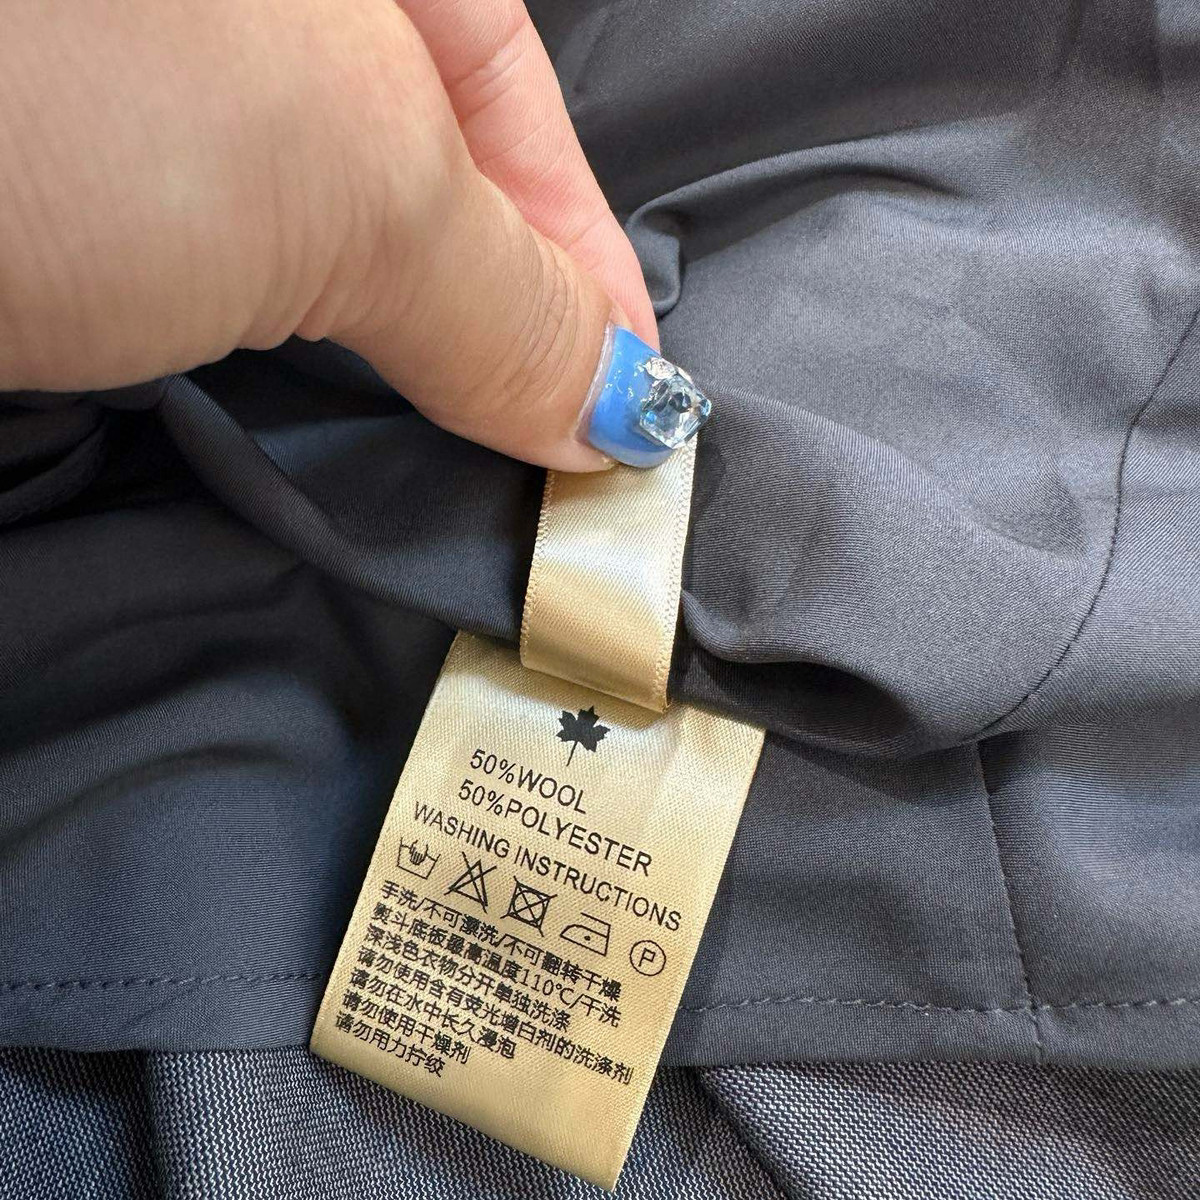 50%WOOL
50%POLYESTER
WASHING INSTRUCTIONS
P
手洗/不可漂洗/不可翻转干燥
熨斗底板最高温度110℃/干洗
深浅色衣物分开单独洗涤
请勿使用含有荧光增白剂的洗涤剂
请勿在水中长久浸泡
请勿使用干燥剂
请勿用力拧绞